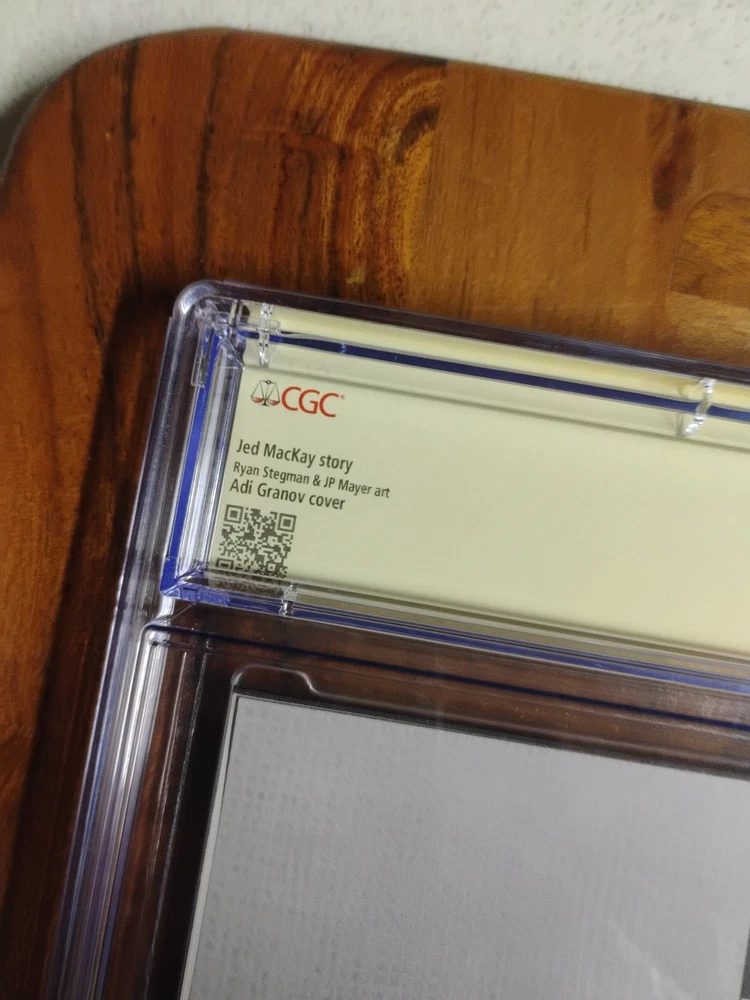 CGC®
Jed MacKay story
Ryan Stegman & JP Mayer art
Adi Granov cover